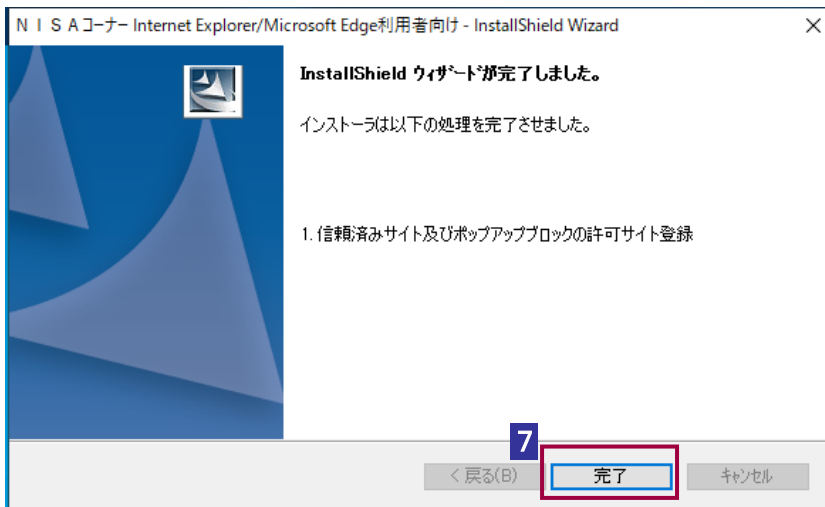 ＮＩＳＡコーナー Internet Explorer/Microsoft Edge利用者向け - InstallShield Wizard
InstallShield ウィザードが完了しました。
インストーラは以下の処理を完了させました。
1. 信頼済みサイト及びポップアップブロックの許可サイト登録
7
< 戻る(B)
完了
キャンセル